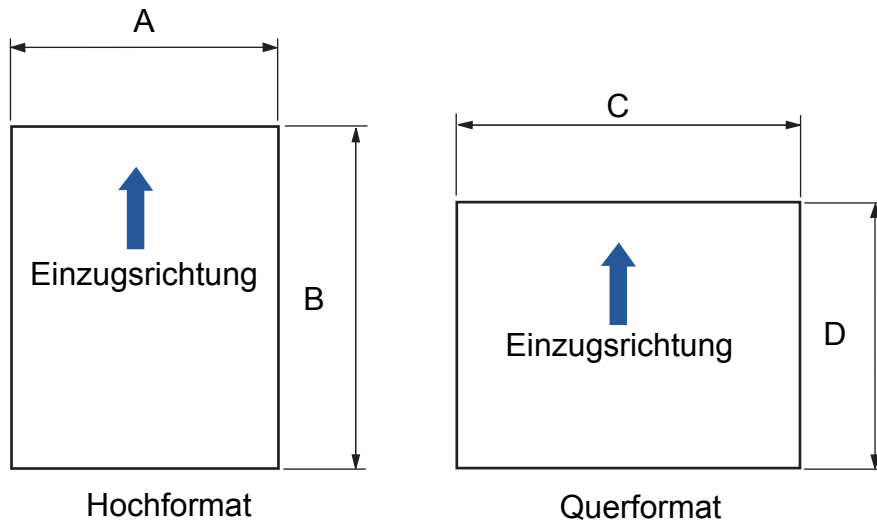 A
Einzugsrichtung
B
Hochformat
C
Einzugsrichtung
D
Querformat